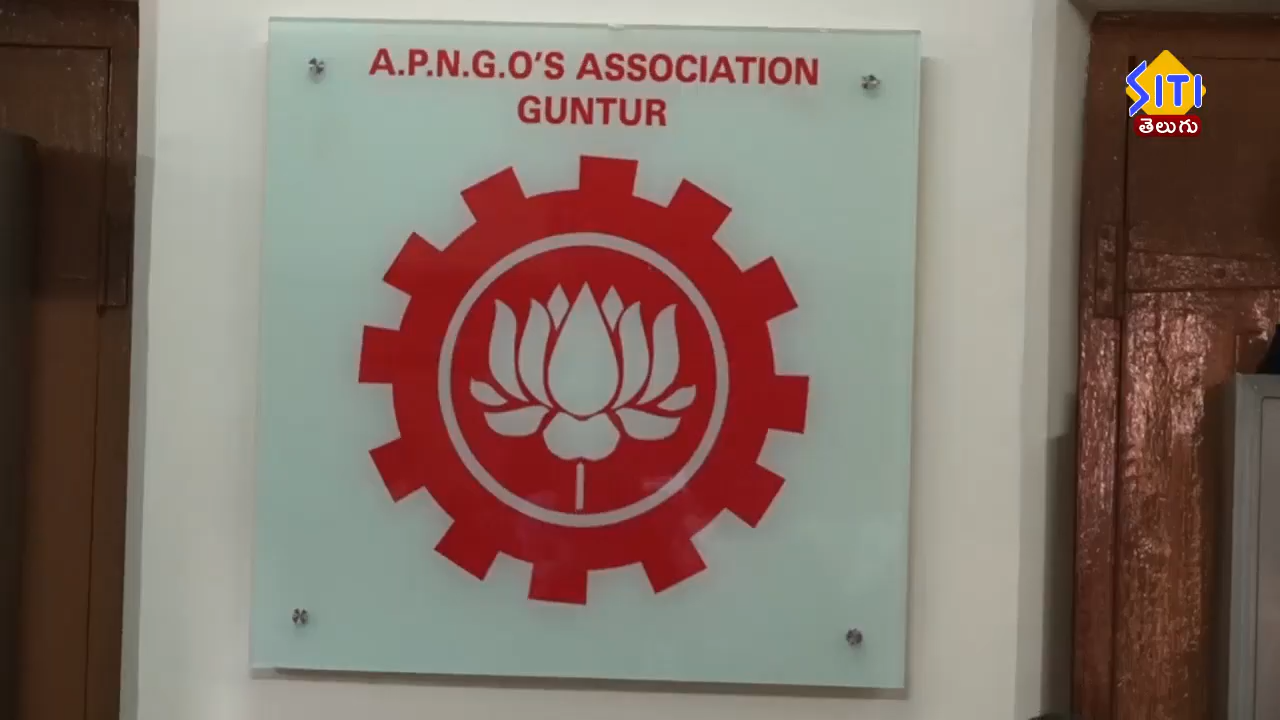 A.P.N.G.O'S ASSOCIATION
GUNTUR
SITI
తెలుగు